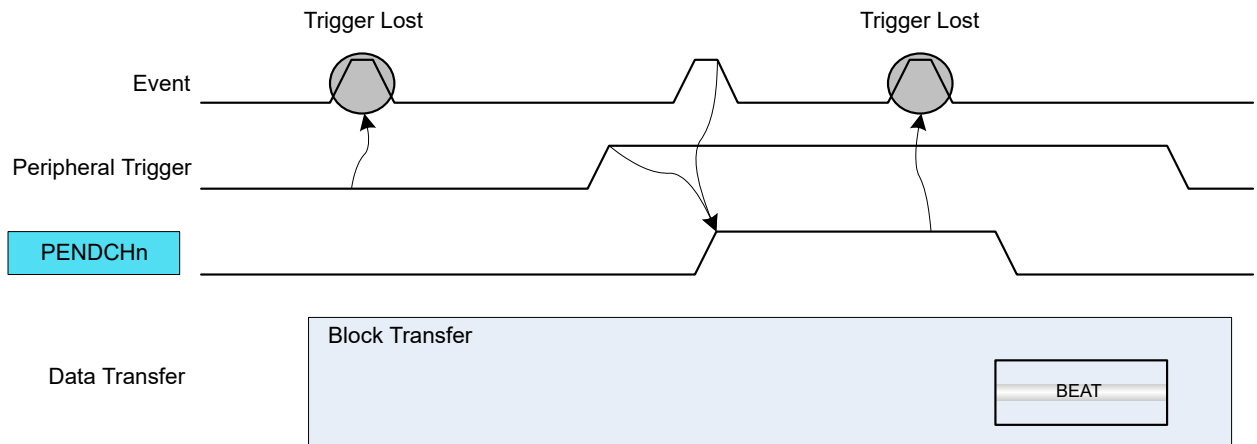 Trigger Lost
Trigger Lost
Event
Peripheral Trigger
PENDCHn
Block Transfer
Data Transfer
BEAT